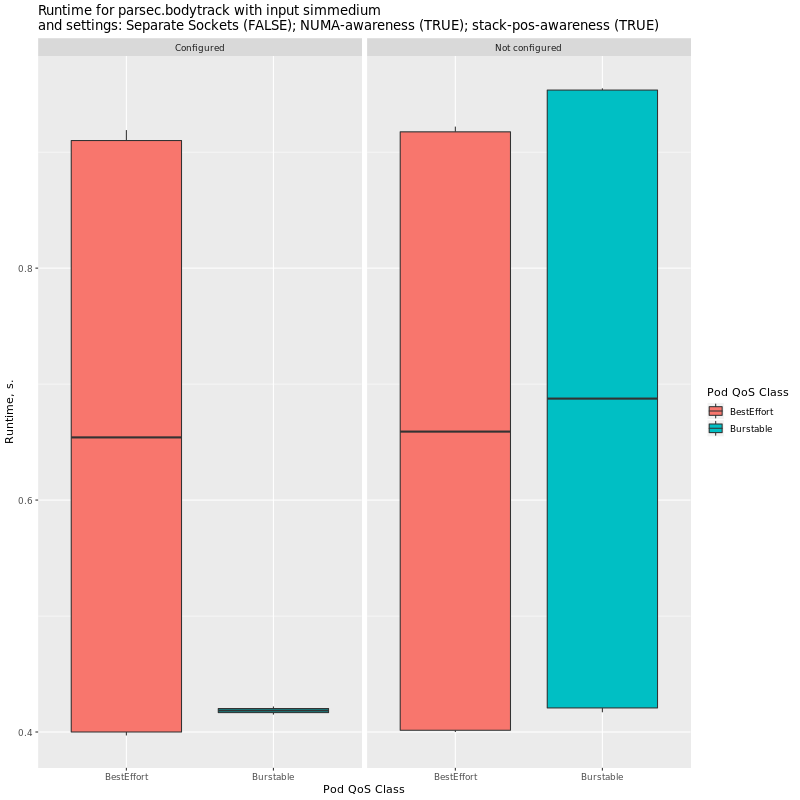 Runtime for parsec.bodytrack with input simmedium
and settings: Separate Sockets (FALSE); NUMA-awareness (TRUE); stack-pos-awareness (TRUE)
Configured
Not configured
Runtime, s.
0.8
0.6
0.4
BestEffort
Burstable
BestEffort
Burstable
Pod QoS Class
Pod QoS Class
BestEffort
Burstable